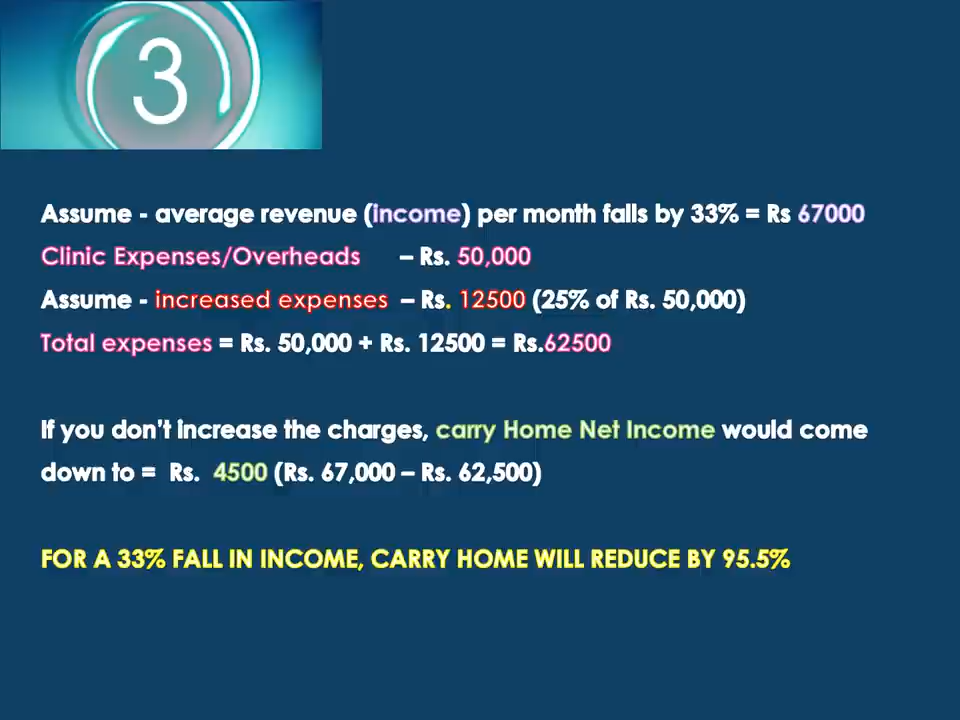 3
Assume - average revenue (income) per month falls by 33% = Rs 67000
Clinic Expenses/Overheads – Rs. 50,000
Assume - increased expenses – Rs. 12500 (25% of Rs. 50,000)
Total expenses = Rs. 50,000 + Rs. 12500 = Rs.62500
If you don't increase the charges, carry Home Net Income would come
down to = Rs. 4500 (Rs. 67,000 – Rs. 62,500)
FOR A 33% FALL IN INCOME, CARRY HOME WILL REDUCE BY 95.5%